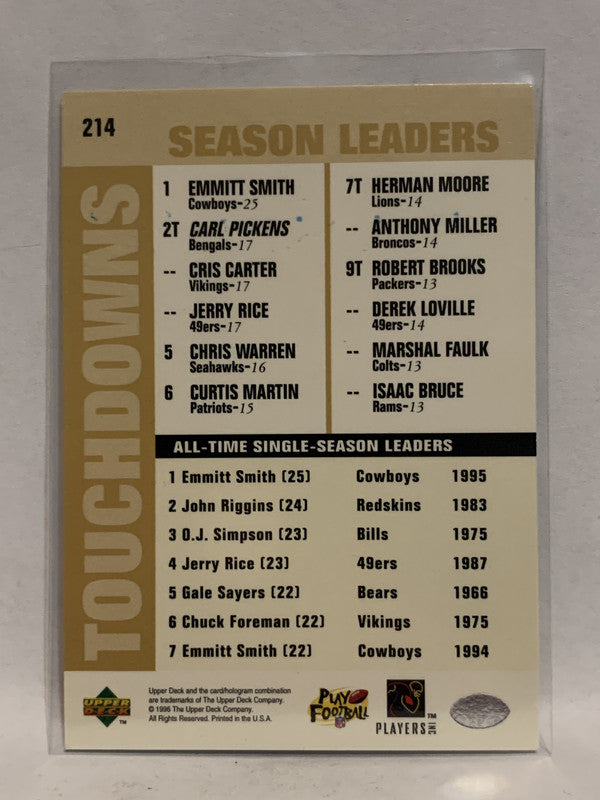 214
SEASON LEADERS
TOUCHDOWNS
1 EMMITT SMITH
Cowboys-25
2T CARL PICKENS
Bengals-17
-- CRIS CARTER
Vikings-17
-- JERRY RICE
49ers-17
5 CHRIS WARREN
Seahawks-16
6 CURTIS MARTIN
Patriots-15
7T HERMAN MOORE
Lions-14
-- ANTHONY MILLER
Broncos-14
9T ROBERT BROOKS
Packers-13
-- DEREK LOVILLE
49ers-14
-- MARSHAL FAULK
Colts-13
-- ISAAC BRUCE
Rams-13
ALL-TIME SINGLE-SEASON LEADERS
1 Emmitt Smith (25) Cowboys 1995
2 John Riggins (24) Redskins 1983
3 O.J. Simpson (23) Bills 1975
4 Jerry Rice (23) 49ers 1987
5 Gale Sayers (22) Bears 1966
6 Chuck Foreman (22) Vikings 1975
7 Emmitt Smith (22) Cowboys 1994
UPPER DECK TM
Upper Deck and the card/hologram combination
are trademarks of The Upper Deck Company.
© 1996 The Upper Deck Company.
All Rights Reserved. Printed in the U.S.A.
PLAY FOOTBALL
PLAYERS INC TM